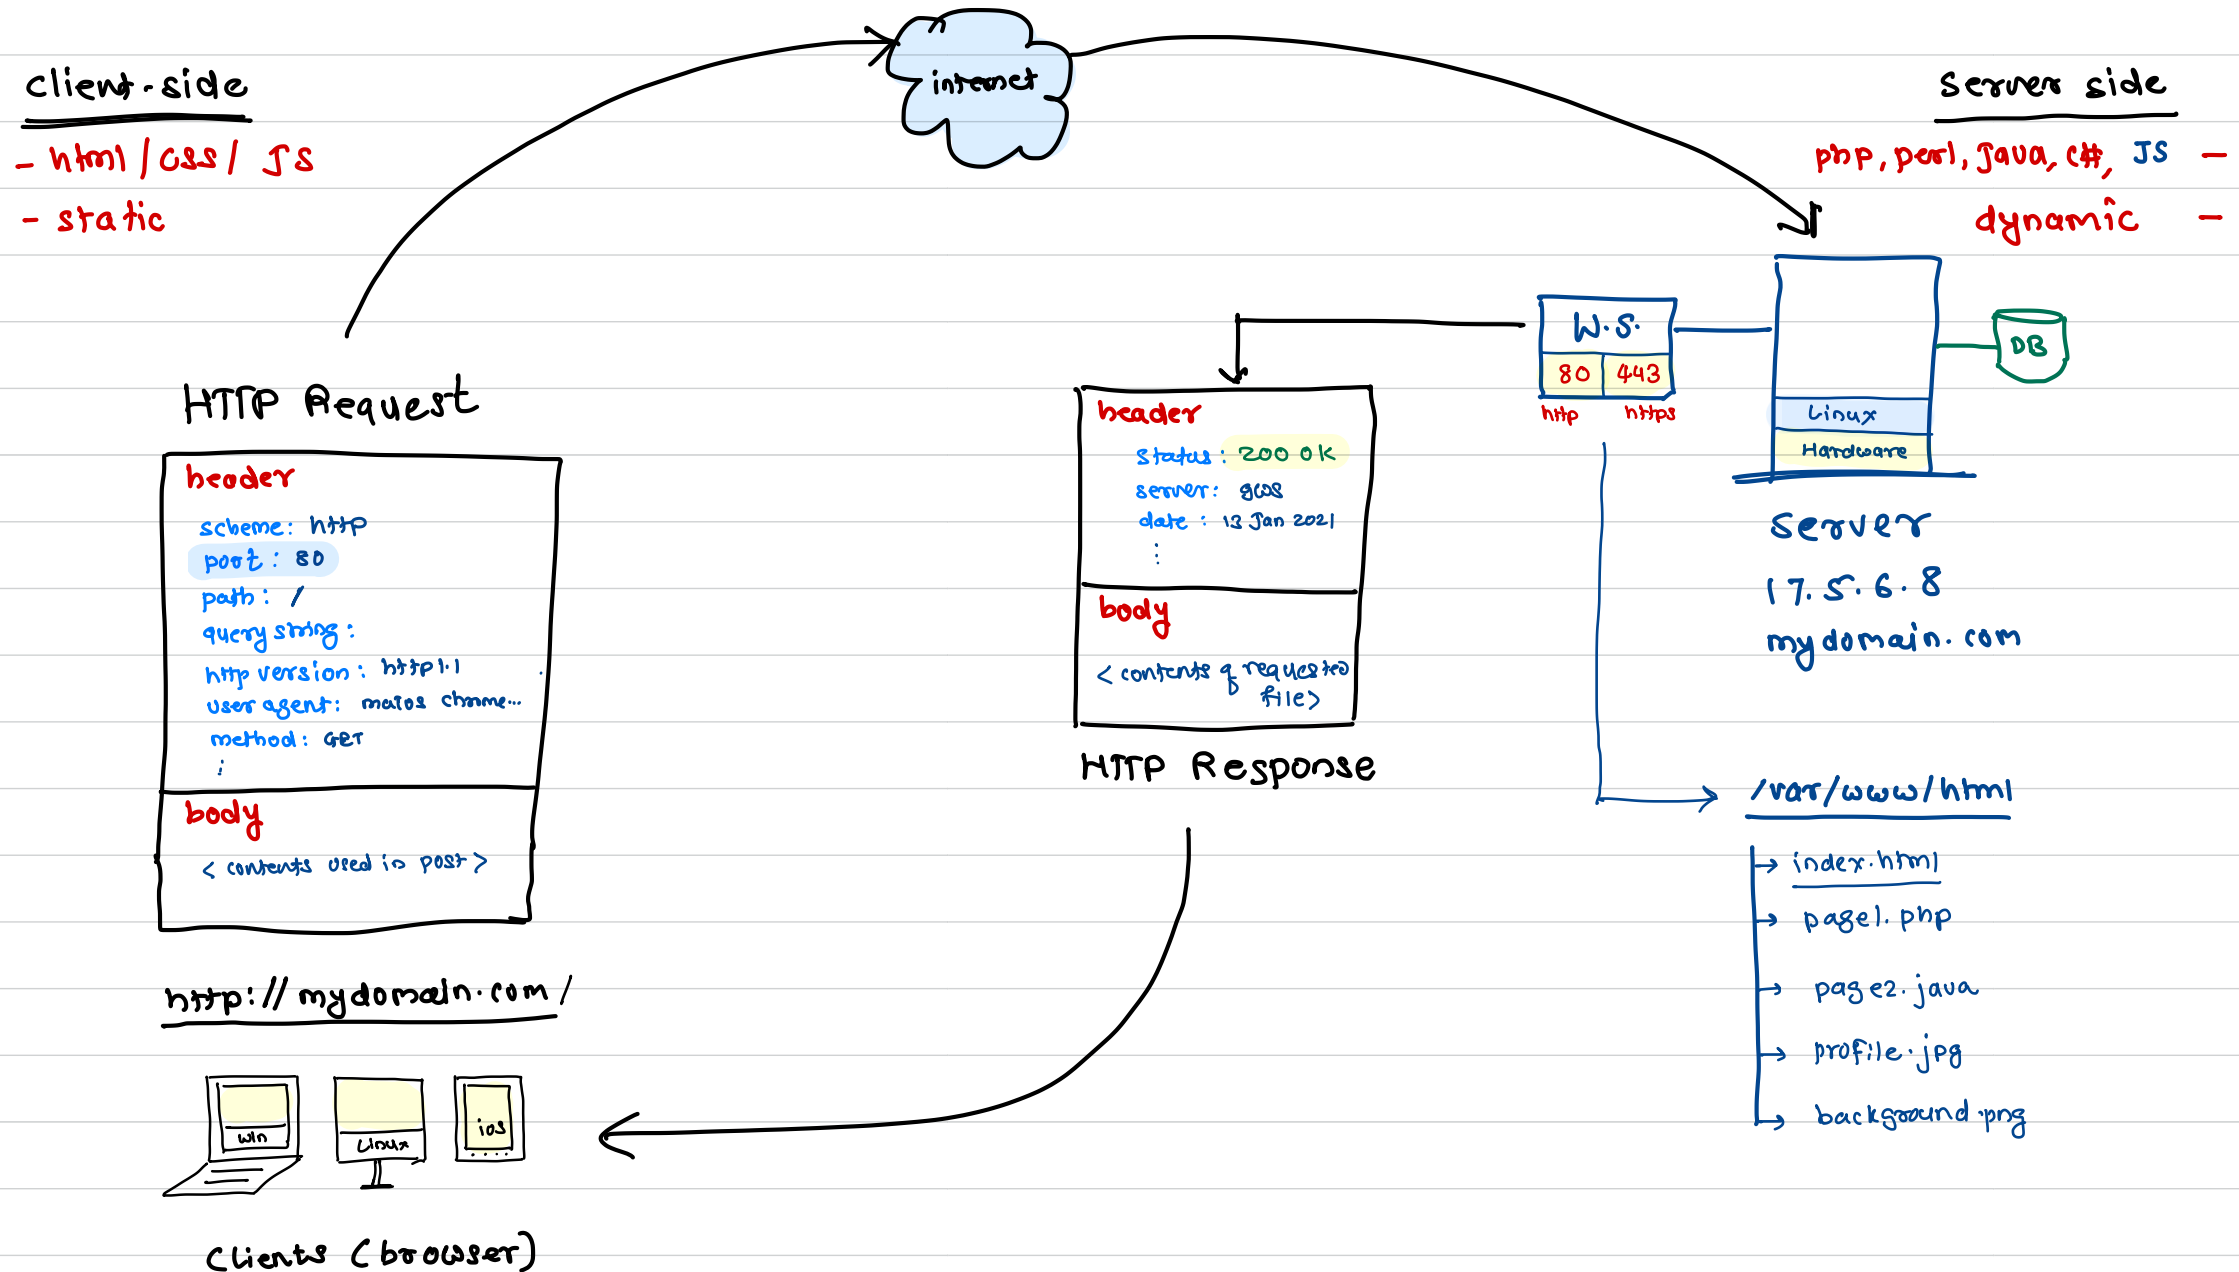 client-side
- html/css/ JS
- static
internet
Server side
php, perl, java, c#, JS -
dynamic -
HTTP Request
header
scheme: http
port: 80
path: /
query string:
http version: http1.1
user agent: macos chrome...
method: GET
body
< contents used in post >
http://mydomain.com/
win
Linux
ios
Clients (browser)
header
Status: 200 OK
server: gws
date: 13 Jan 2021
body
< contents of requested
file>
HTTP Response
W.S.
80 443
http https
DB
Linux
Hardware
Server
17.5.6.8
mydomain.com
/var/www/html
index.html
page1.php
page2.java
profile.jpg
background.png